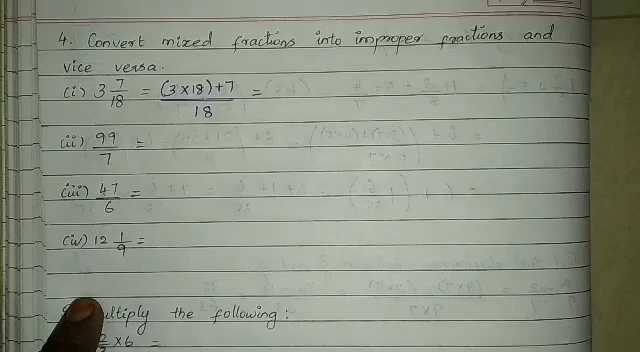 4. Convert mixed fractions into improper fractions and
vice versa.
(i) 3 7/18 = (3×18)+7/18 =
(ii) 99/7 =
(iii) 47/6 =
(iv) 12 1/9 =
ultiply the following:
×6 =